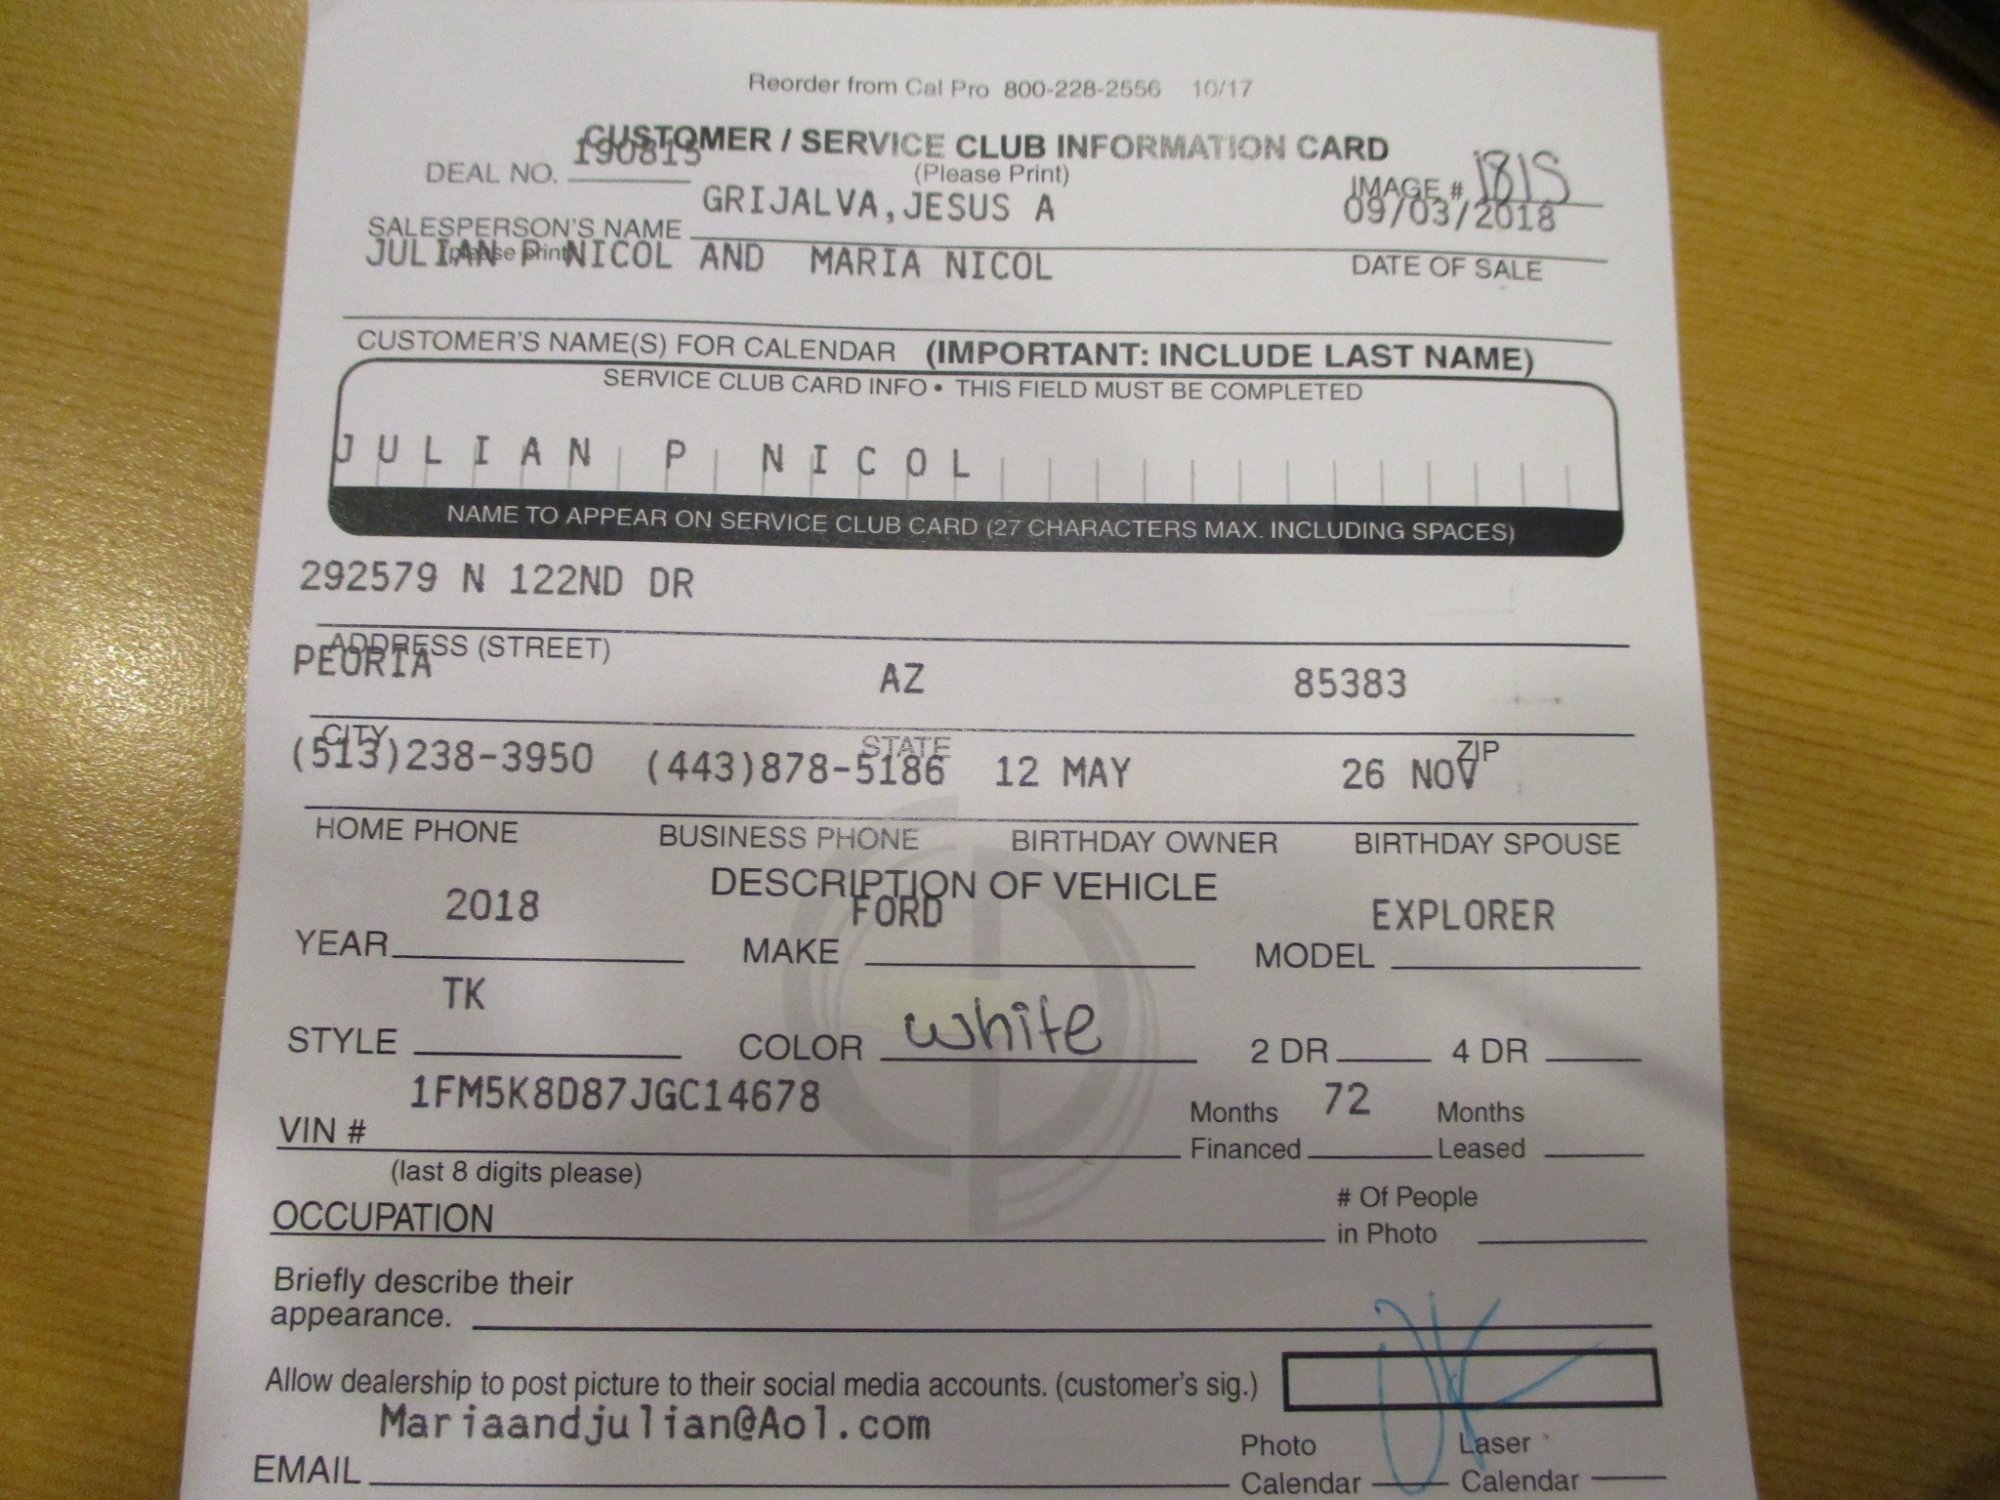 Reorder from Cal Pro 800-228-2556 10/17
CUSTOMER / SERVICE CLUB INFORMATION CARD
(Please Print)
DEAL NO. 190815
IMAGE # 1815
SALESPERSON'S NAME GRIJALVA,JESUS A
(please print)
09/03/2018
DATE OF SALE
JULIAN P NICOL AND MARIA NICOL
CUSTOMER'S NAME(S) FOR CALENDAR (IMPORTANT: INCLUDE LAST NAME)
SERVICE CLUB CARD INFO • THIS FIELD MUST BE COMPLETED
JULIAN P NICOL
NAME TO APPEAR ON SERVICE CLUB CARD (27 CHARACTERS MAX. INCLUDING SPACES)
292579 N 122ND DR
ADDRESS (STREET)
PEORIA AZ 85383
CITY STATE ZIP
(513)238-3950 (443)878-5186 12 MAY 26 NOV
HOME PHONE BUSINESS PHONE BIRTHDAY OWNER BIRTHDAY SPOUSE
DESCRIPTION OF VEHICLE
YEAR 2018 MAKE FORD MODEL EXPLORER
STYLE TK COLOR white 2 DR 4 DR
VIN # 1FM5K8D87JGC14678 Months Financed 72 Months Leased
(last 8 digits please)
OCCUPATION # Of People in Photo
Briefly describe their
appearance.
Allow dealership to post picture to their social media accounts. (customer's sig.)
EMAIL Mariaandjulian@Aol.com
Photo Calendar Laser Calendar